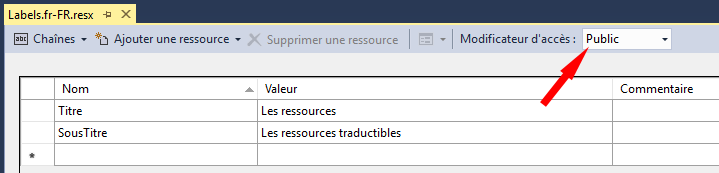 Labels.fr-FR.resx
abc Chaînes Ajouter une ressource Supprimer une ressource Modificateur d'accès : Public
Nom Valeur Commentaire
Titre Les ressources
SousTitre Les ressources traductibles
*